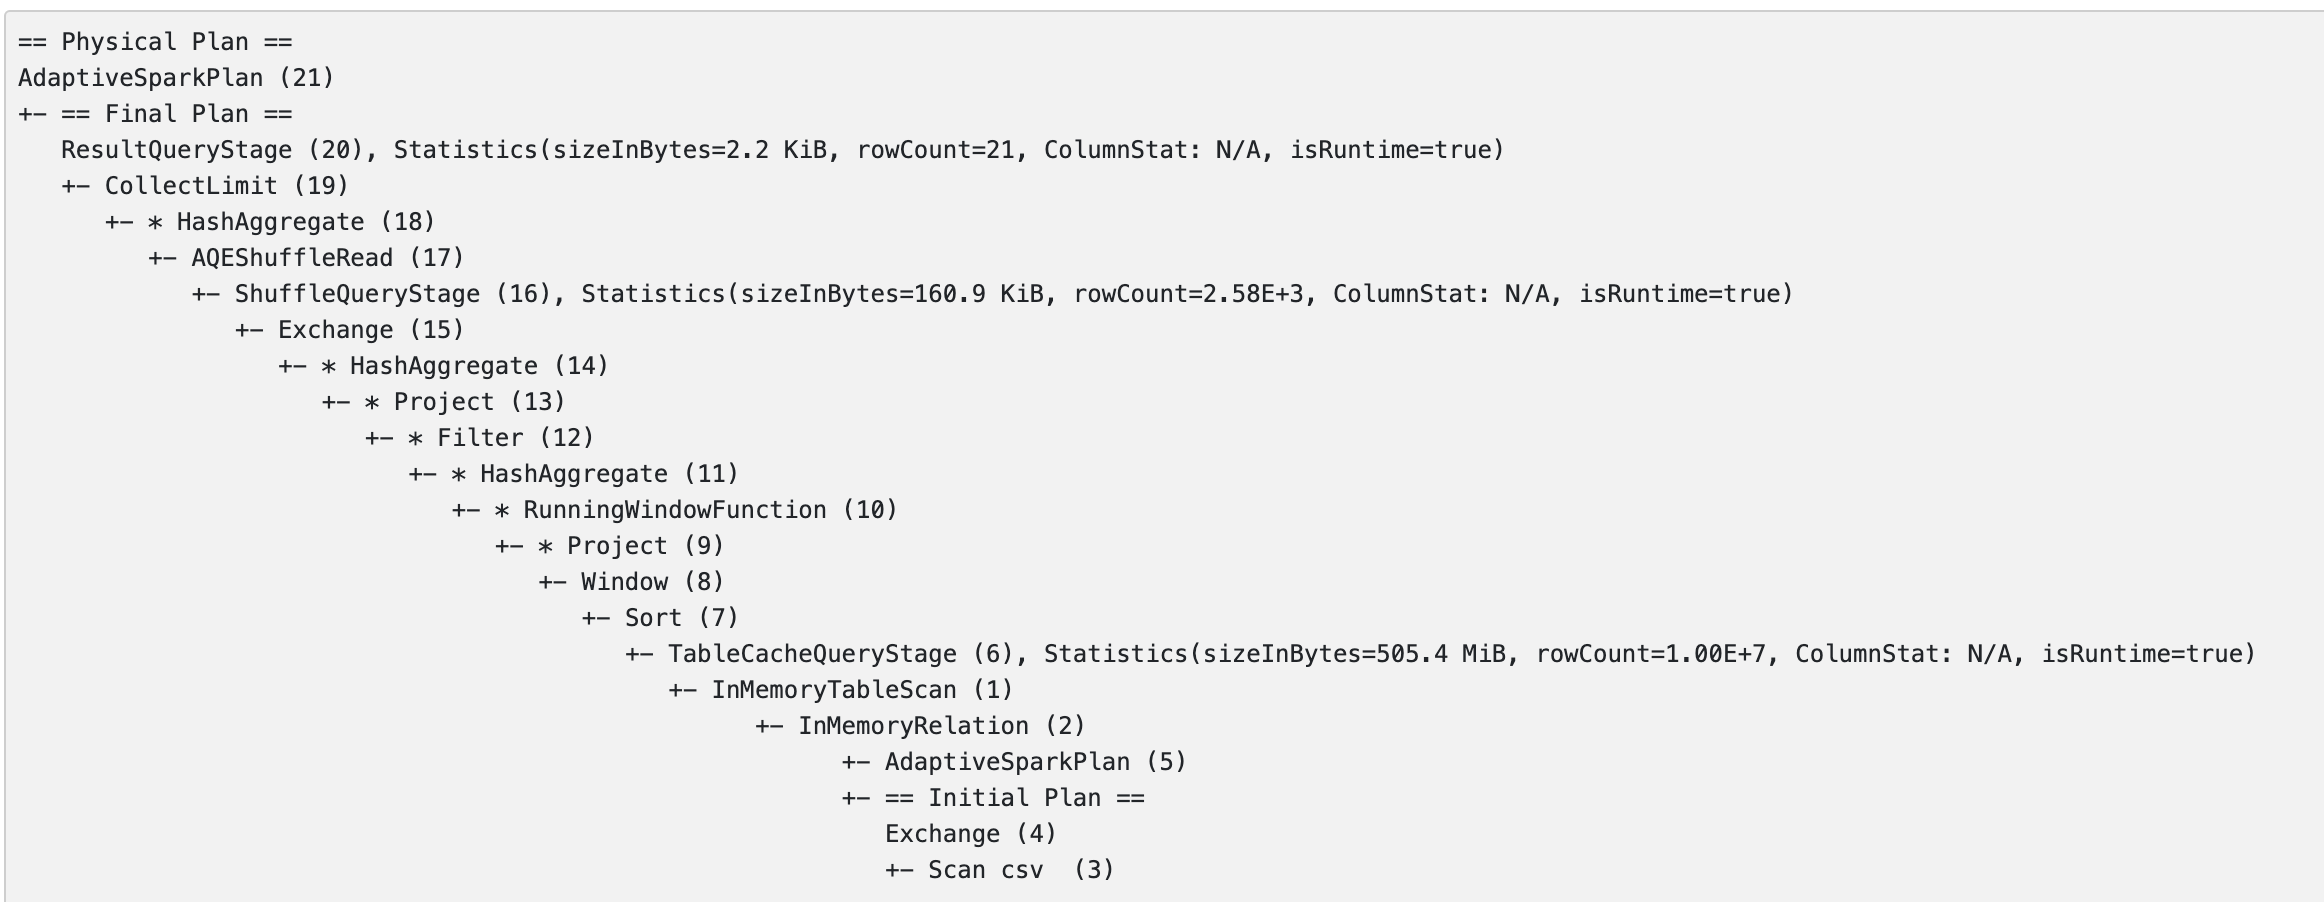 == Physical Plan ==
AdaptiveSparkPlan (21)
+- == Final Plan ==
   ResultQueryStage (20), Statistics(sizeInBytes=2.2 KiB, rowCount=21, ColumnStat: N/A, isRuntime=true)
   +- CollectLimit (19)
      +- * HashAggregate (18)
         +- AQEShuffleRead (17)
            +- ShuffleQueryStage (16), Statistics(sizeInBytes=160.9 KiB, rowCount=2.58E+3, ColumnStat: N/A, isRuntime=true)
               +- Exchange (15)
                  +- * HashAggregate (14)
                     +- * Project (13)
                        +- * Filter (12)
                           +- * HashAggregate (11)
                              +- * RunningWindowFunction (10)
                                 +- * Project (9)
                                    +- Window (8)
                                       +- Sort (7)
                                          +- TableCacheQueryStage (6), Statistics(sizeInBytes=505.4 MiB, rowCount=1.00E+7, ColumnStat: N/A, isRuntime=true)
                                             +- InMemoryTableScan (1)
                                                   +- InMemoryRelation (2)
                                                         +- AdaptiveSparkPlan (5)
                                                         +- == Initial Plan ==
                                                            Exchange (4)
                                                            +- Scan csv  (3)